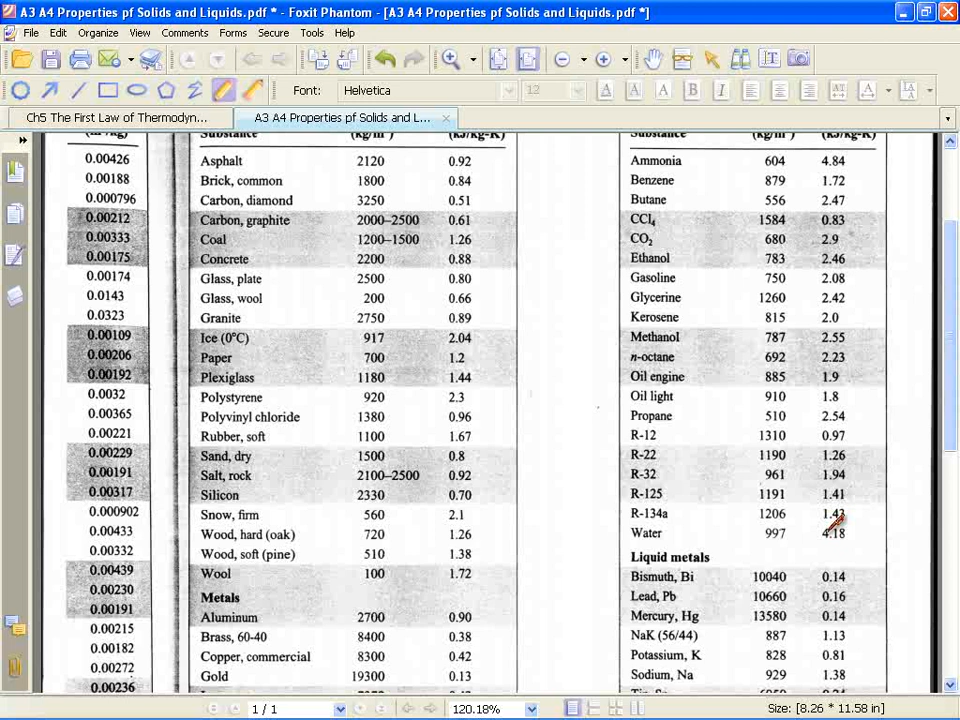 A3 A4 Properties pf Solids and Liquids.pdf * - Foxit Phantom - [A3 A4 Properties pf Solids and Liquids.pdf *]
File Edit View Organize Comments Forms Secure Tools Help
Font: Helvetica 12
Ch5 The First Law of Thermodyn... A3 A4 Properties pf Solids and L...
Substance (kg/m (kJ/kg-K) Substance (kg/m (kJ/kg-K)
0.00426 Asphalt 2120 0.92 Ammonia 604 4.84
0.00188 Brick, common 1800 0.84 Benzene 879 1.72
0.000796 Carbon, diamond 3250 0.51 Butane 556 2.47
0.00212 Carbon, graphite 2000–2500 0.61 CCl4 1584 0.83
0.00333 Coal 1200–1500 1.26 CO2 680 2.9
0.00175 Concrete 2200 0.88 Ethanol 783 2.46
0.00174 Glass, plate 2500 0.80 Gasoline 750 2.08
0.0143 Glass, wool 200 0.66 Glycerine 1260 2.42
0.0323 Granite 2750 0.89 Kerosene 815 2.0
0.00109 Ice (0°C) 917 2.04 Methanol 787 2.55
0.00206 Paper 700 1.2 n-octane 692 2.23
0.00192 Plexiglass 1180 1.44 Oil engine 885 1.9
0.0032 Polystyrene 920 2.3 Oil light 910 1.8
0.00365 Polyvinyl chloride 1380 0.96 Propane 510 2.54
0.00221 Rubber, soft 1100 1.67 R-12 1310 0.97
0.00229 Sand, dry 1500 0.8 R-22 1190 1.26
0.00191 Salt, rock 2100–2500 0.92 R-32 961 1.94
0.00317 Silicon 2330 0.70 R-125 1191 1.41
0.000902 Snow, firm 560 2.1 R-134a 1206 1.43
0.00433 Wood, hard (oak) 720 1.26 Water 997 4.18
0.00332 Wood, soft (pine) 510 1.38 Liquid metals
0.00439 Wool 100 1.72 Bismuth, Bi 10040 0.14
0.00230 Metals Lead, Pb 10660 0.16
0.00191 Aluminum 2700 0.90 Mercury, Hg 13580 0.14
0.00215 Brass, 60-40 8400 0.38 NaK (56/44) 887 1.13
0.00182 Copper, commercial 8300 0.42 Potassium, K 828 0.81
0.00272 Gold 19300 0.13 Sodium, Na 929 1.38
0.00236
1 / 1 120.18% Size: [8.26 * 11.58 in]